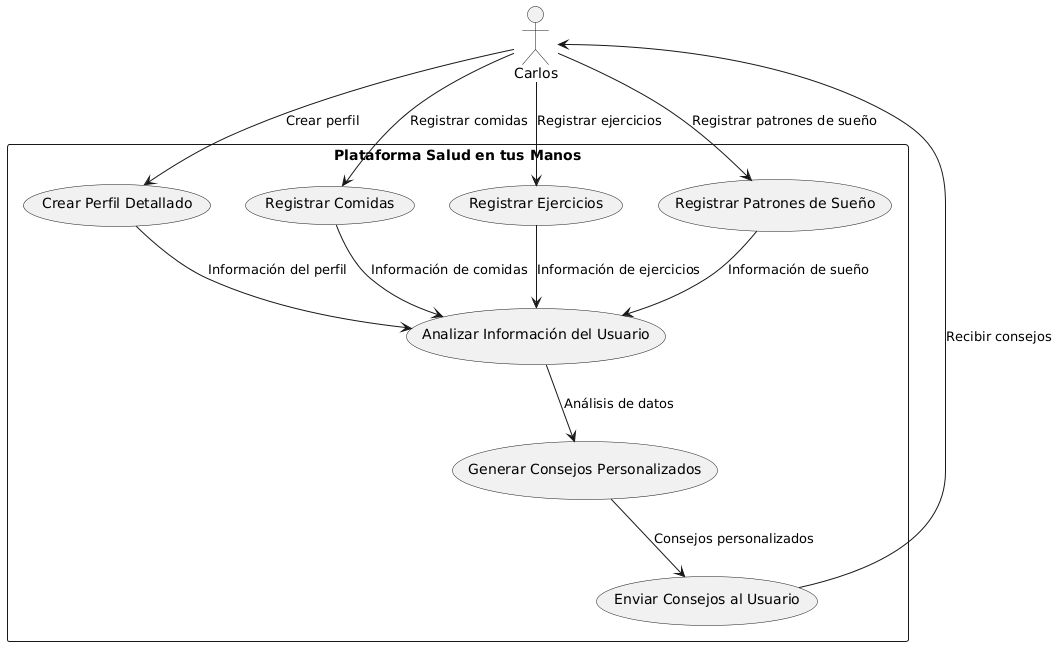 Carlos
Crear perfil
Registrar comidas
Registrar ejercicios
Registrar patrones de sueño
Plataforma Salud en tus Manos
Crear Perfil Detallado
Registrar Comidas
Registrar Ejercicios
Registrar Patrones de Sueño
Información del perfil
Información de comidas
Información de ejercicios
Información de sueño
Analizar Información del Usuario
Recibir consejos
Análisis de datos
Generar Consejos Personalizados
Consejos personalizados
Enviar Consejos al Usuario